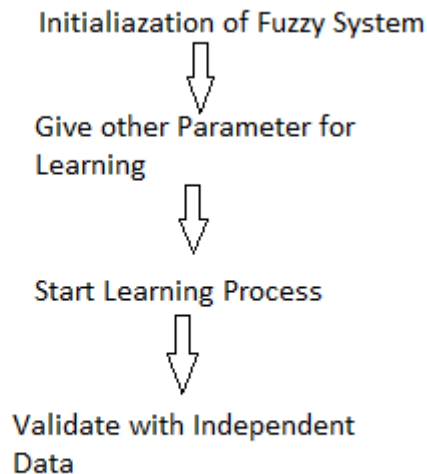 Initialiazation of Fuzzy System
Give other Parameter for
Learning
Start Learning Process
Validate with Independent
Data